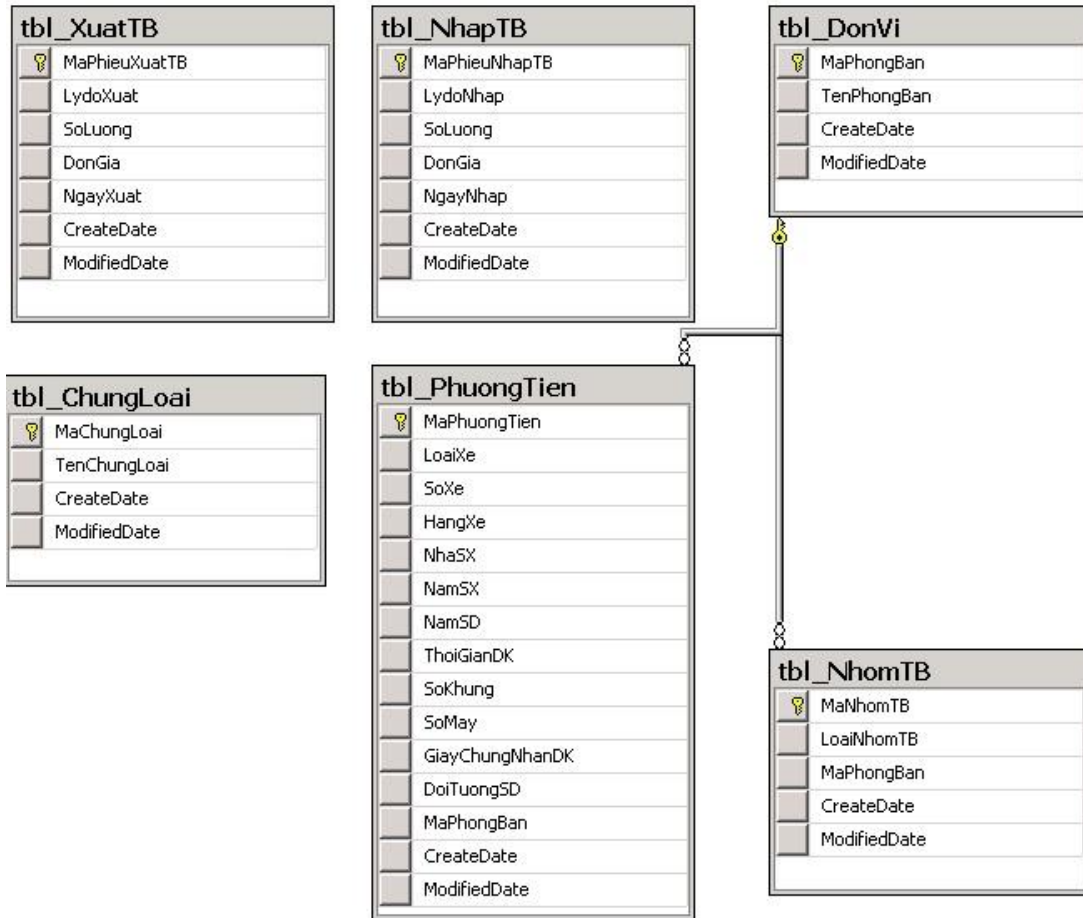 tbl_XuatTB
MaPhieuXuatTB
LydoXuat
SoLuong
DonGia
NgayXuat
CreateDate
ModifiedDate
tbl_NhapTB
MaPhieuNhapTB
LydoNhap
SoLuong
DonGia
NgayNhap
CreateDate
ModifiedDate
tbl_DonVi
MaPhongBan
TenPhongBan
CreateDate
ModifiedDate
tbl_ChungLoai
MaChungLoai
TenChungLoai
CreateDate
ModifiedDate
tbl_PhuongTien
MaPhuongTien
LoaiXe
SoXe
HangXe
NhaSX
NamSX
NamSD
ThoiGianDK
SoKhung
SoMay
GiayChungNhanDK
DoiTuongSD
MaPhongBan
CreateDate
ModifiedDate
tbl_NhomTB
MaNhomTB
LoaiNhomTB
MaPhongBan
CreateDate
ModifiedDate